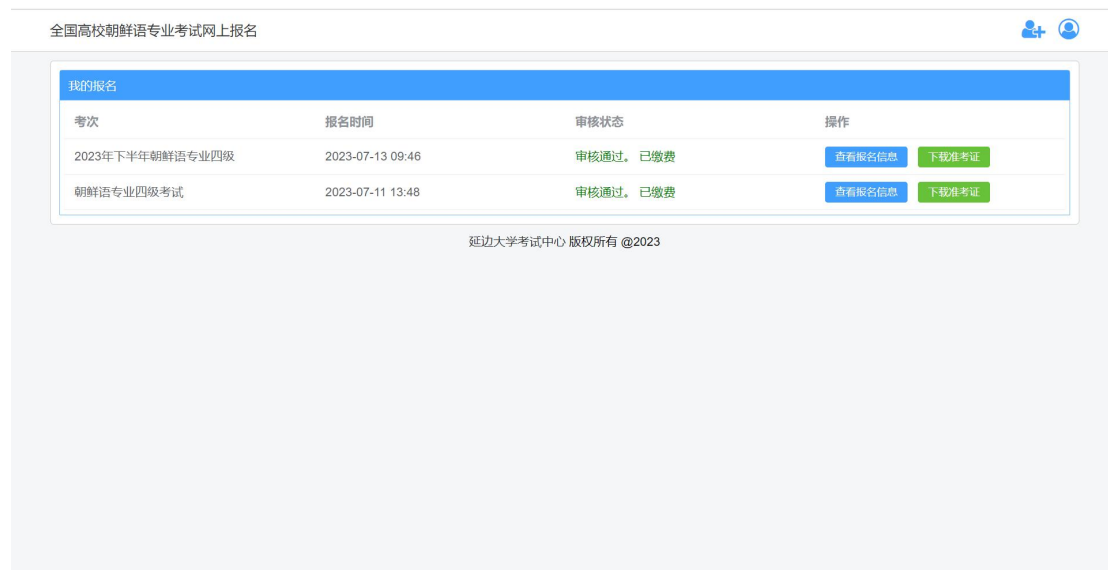 全国高校朝鲜语专业考试网上报名
我的报名
考次 报名时间 审核状态 操作
2023年下半年朝鲜语专业四级 2023-07-13 09:46 审核通过。 已缴费 查看报名信息 下载准考证
朝鲜语专业四级考试 2023-07-11 13:48 审核通过。 已缴费 查看报名信息 下载准考证
延边大学考试中心 版权所有 @2023